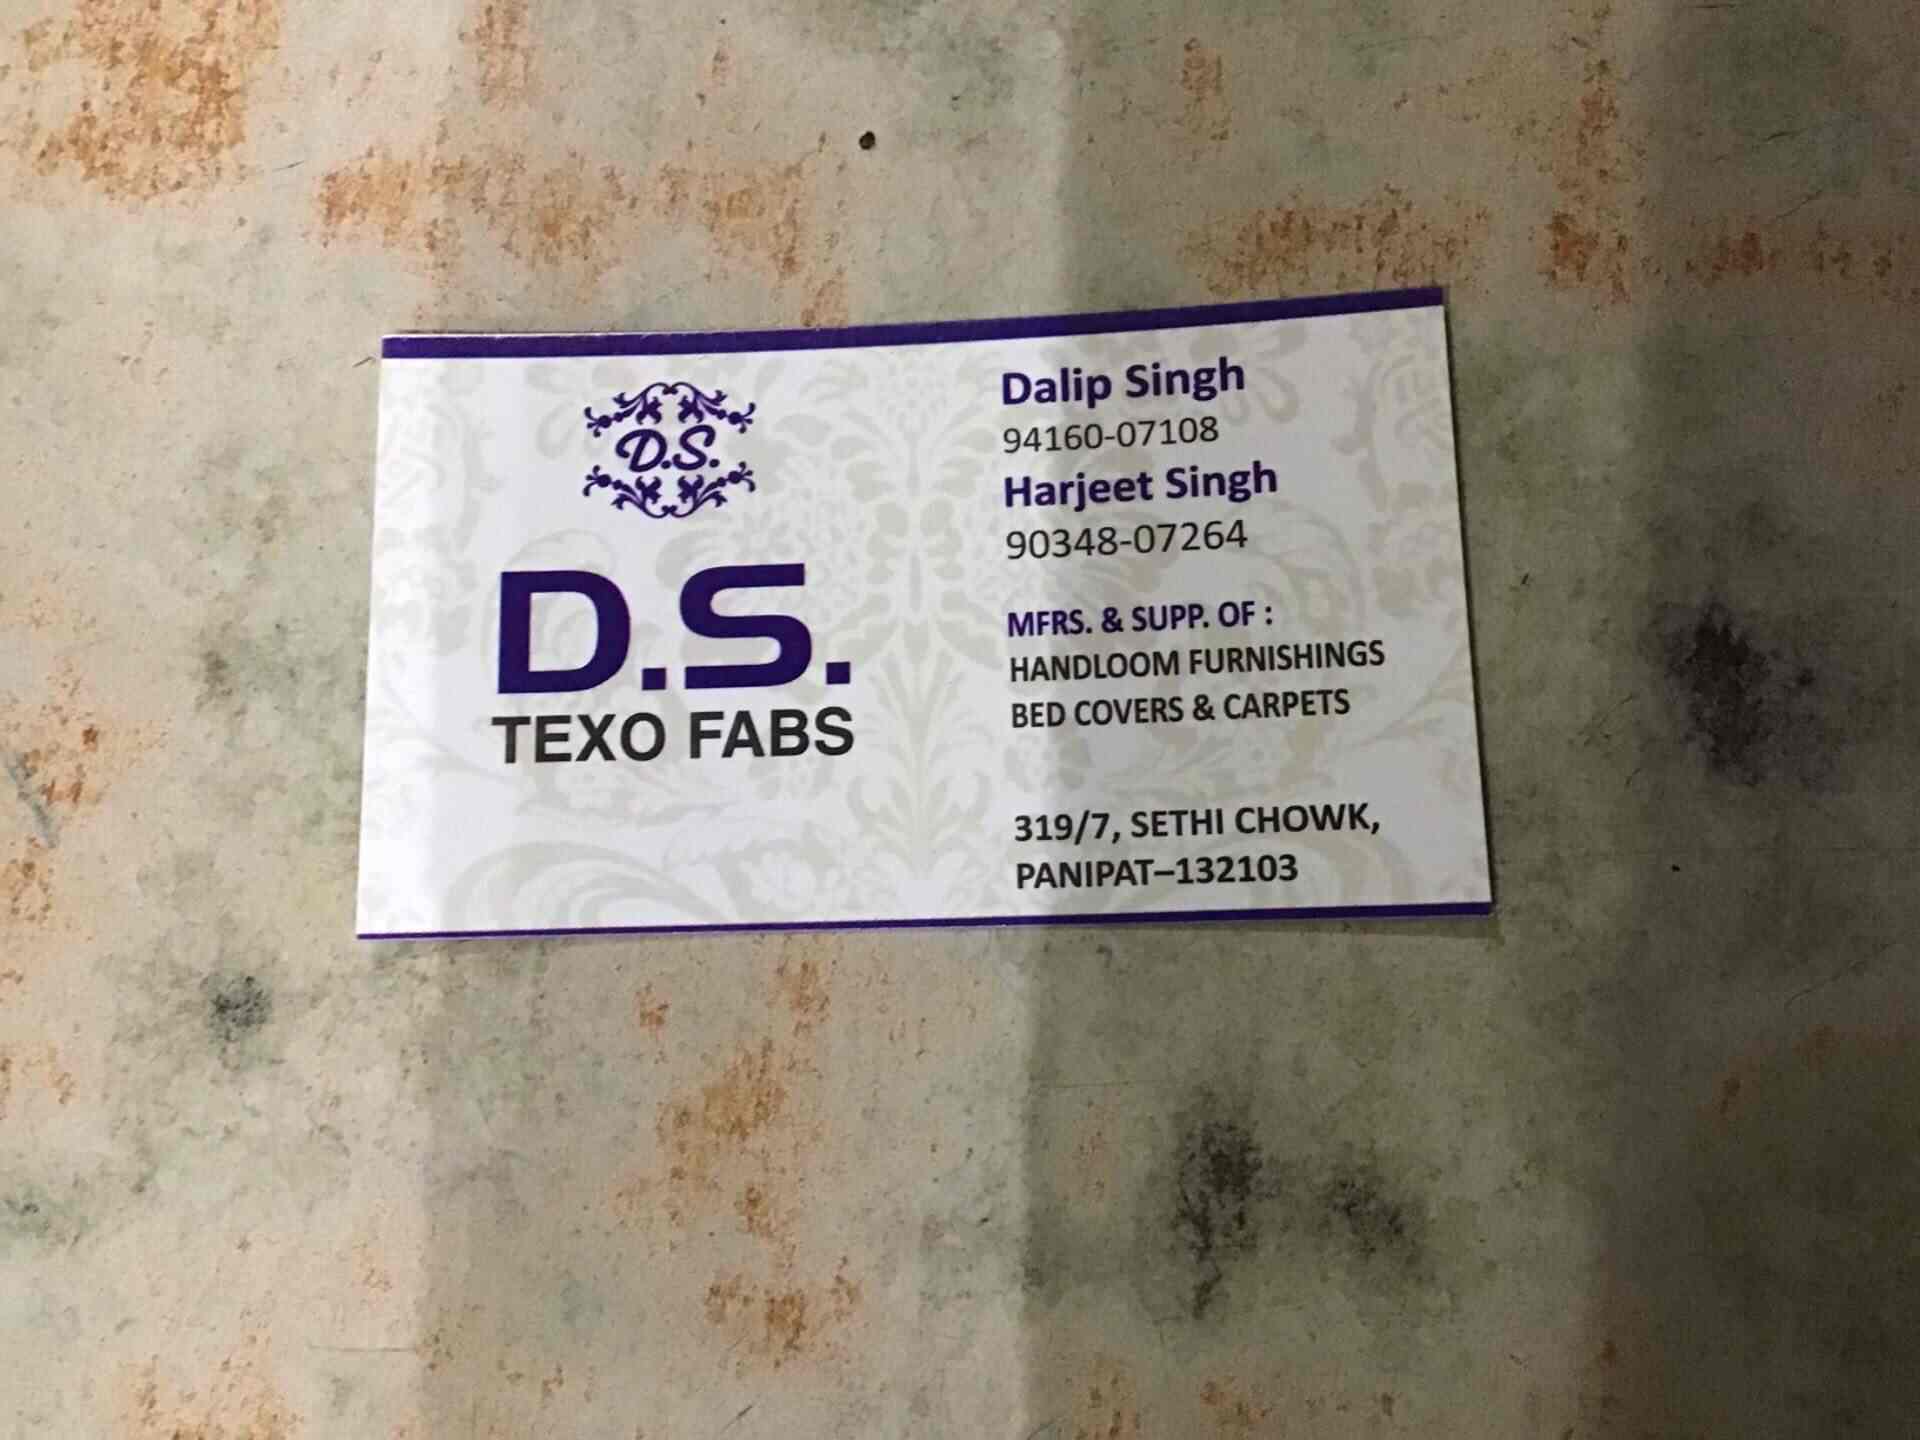 D.S.
D.S.
TEXO FABS
Dalip Singh
94160-07108
Harjeet Singh
90348-07264
MFRS. & SUPP. OF :
HANDLOOM FURNISHINGS
BED COVERS & CARPETS
319/7, SETHI CHOWK,
PANIPAT–132103